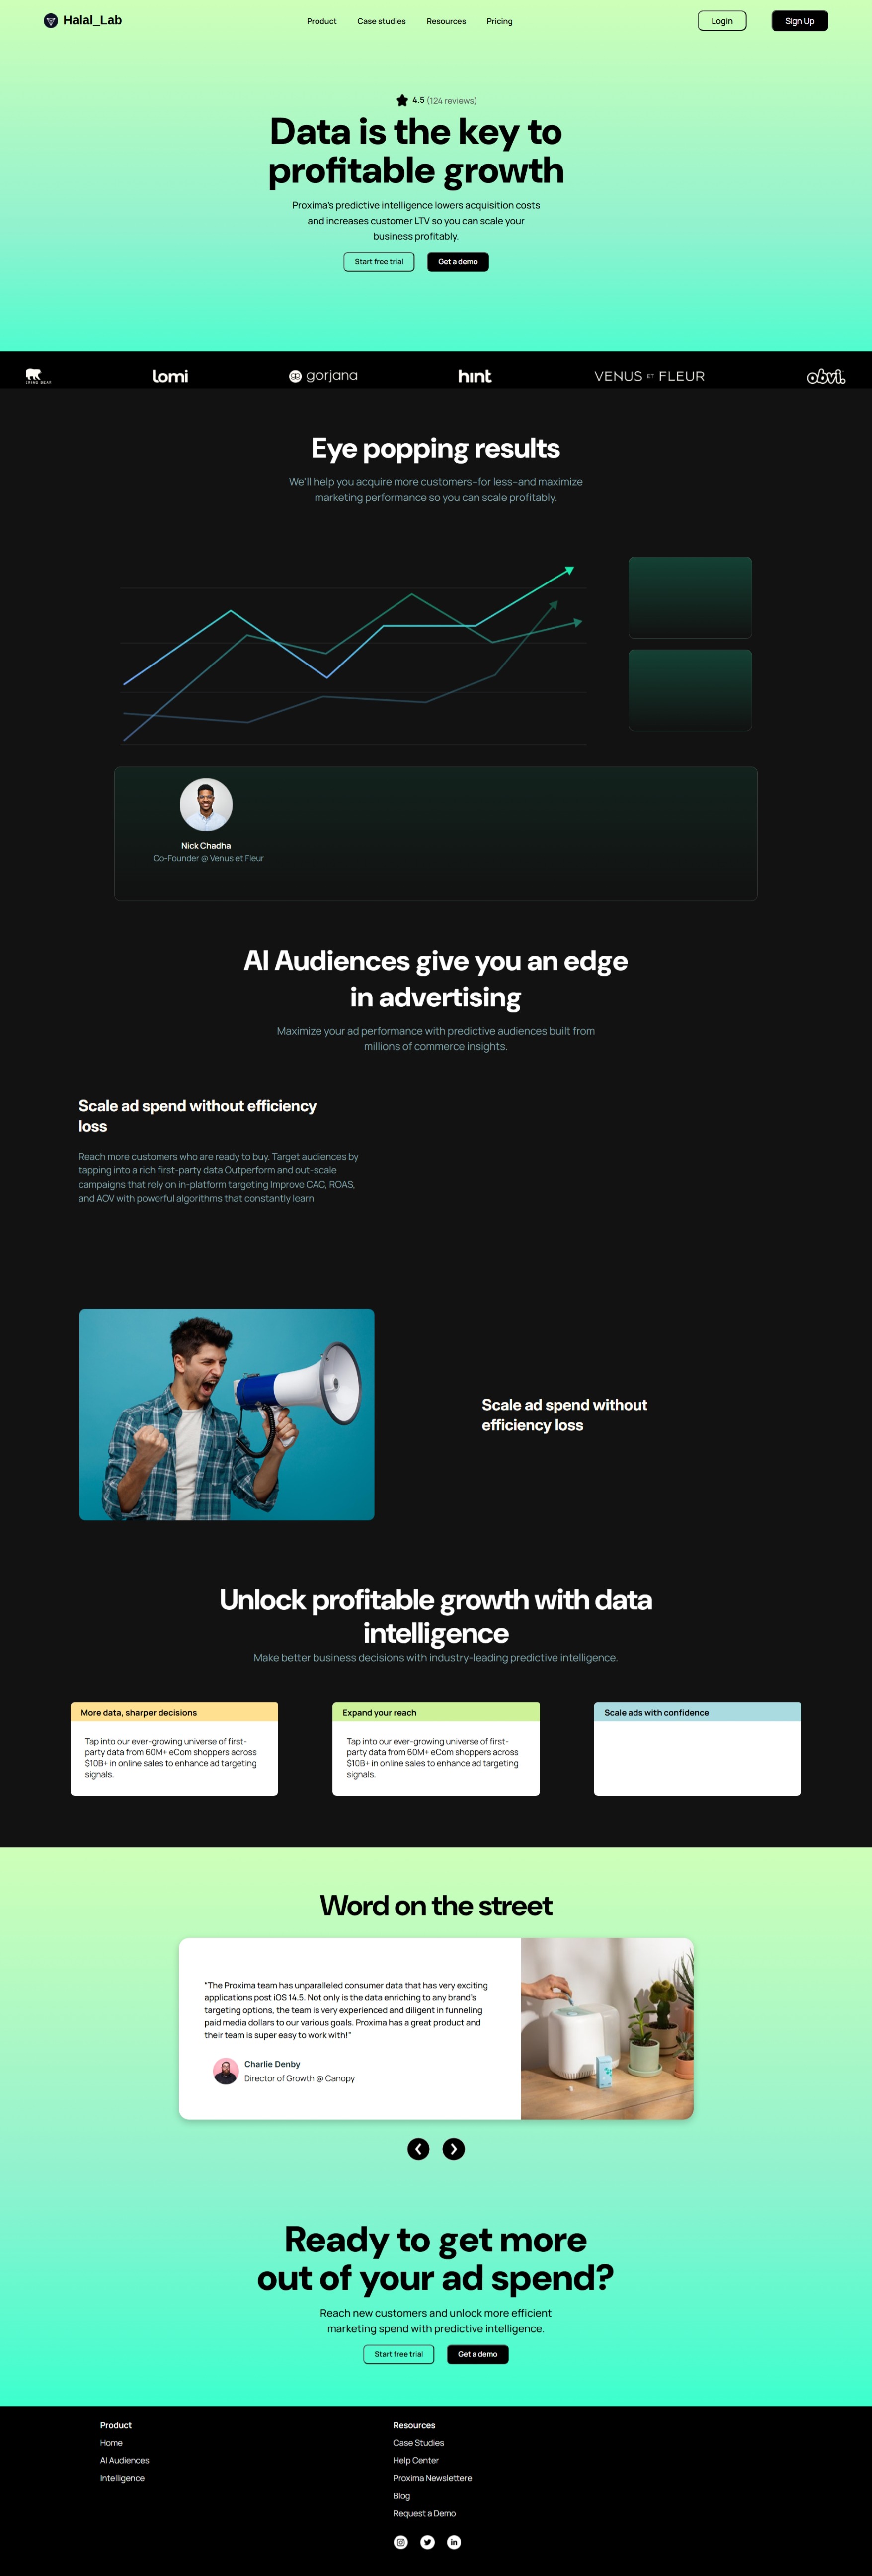 Halal_Lab
Product Case studies Resources Pricing
Login
Sign Up
4.5 (124 reviews)
Data is the key to
profitable growth
Proxima's predictive intelligence lowers acquisition costs
and increases customer LTV so you can scale your
business profitably.
Start free trial
Get a demo
lomi
gorjana
hint
VENUS ET FLEUR
obvi.
Eye popping results
We'll help you acquire more customers–for less–and maximize
marketing performance so you can scale profitably.
Nick Chadha
Co-Founder @ Venus et Fleur
AI Audiences give you an edge
in advertising
Maximize your ad performance with predictive audiences built from
millions of commerce insights.
Scale ad spend without efficiency
loss
Reach more customers who are ready to buy. Target audiences by
tapping into a rich first-party data Outperform and out-scale
campaigns that rely on in-platform targeting Improve CAC, ROAS,
and AOV with powerful algorithms that constantly learn
Scale ad spend without
efficiency loss
Unlock profitable growth with data
intelligence
Make better business decisions with industry-leading predictive intelligence.
More data, sharper decisions
Tap into our ever-growing universe of first-
party data from 60M+ eCom shoppers across
$10B+ in online sales to enhance ad targeting
signals.
Expand your reach
Tap into our ever-growing universe of first-
party data from 60M+ eCom shoppers across
$10B+ in online sales to enhance ad targeting
signals.
Scale ads with confidence
Word on the street
"The Proxima team has unparalleled consumer data that has very exciting
applications post iOS 14.5. Not only is the data enriching to any brand's
targeting options, the team is very experienced and diligent in funneling
paid media dollars to our various goals. Proxima has a great product and
their team is super easy to work with!"
Charlie Denby
Director of Growth @ Canopy
Ready to get more
out of your ad spend?
Reach new customers and unlock more efficient
marketing spend with predictive intelligence.
Start free trial
Get a demo
Product
Home
AI Audiences
Intelligence
Resources
Case Studies
Help Center
Proxima Newslettere
Blog
Request a Demo